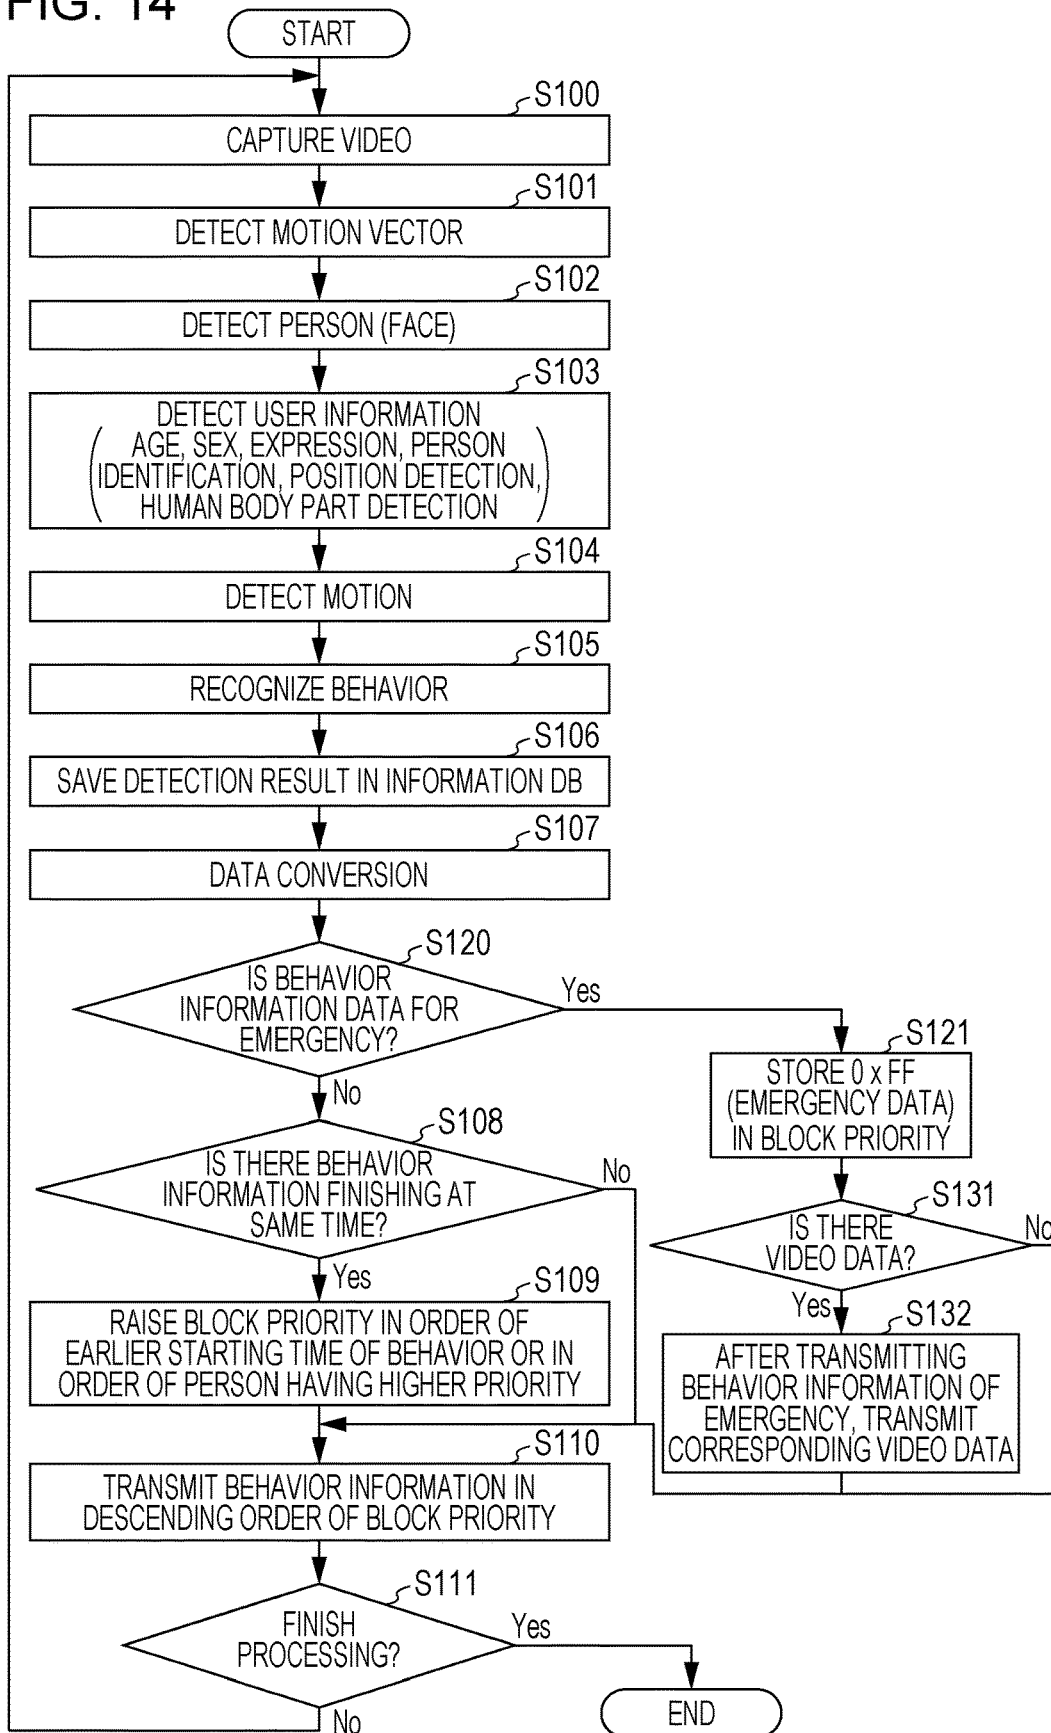 FIG. 14
START
S100
CAPTURE VIDEO
S101
DETECT MOTION VECTOR
S102
DETECT PERSON (FACE)
S103
DETECT USER INFORMATION
(AGE, SEX, EXPRESSION, PERSON
IDENTIFICATION, POSITION DETECTION,
HUMAN BODY PART DETECTION)
S104
DETECT MOTION
S105
RECOGNIZE BEHAVIOR
S106
SAVE DETECTION RESULT IN INFORMATION DB
S107
DATA CONVERSION
S120
IS BEHAVIOR
INFORMATION DATA FOR
EMERGENCY?
Yes
No
S121
STORE 0 x FF
(EMERGENCY DATA)
IN BLOCK PRIORITY
S108
IS THERE BEHAVIOR
INFORMATION FINISHING AT
SAME TIME?
No
Yes
S131
IS THERE
VIDEO DATA?
No
Yes
S109
RAISE BLOCK PRIORITY IN ORDER OF
EARLIER STARTING TIME OF BEHAVIOR OR IN
ORDER OF PERSON HAVING HIGHER PRIORITY
S132
AFTER TRANSMITTING
BEHAVIOR INFORMATION OF
EMERGENCY, TRANSMIT
CORRESPONDING VIDEO DATA
S110
TRANSMIT BEHAVIOR INFORMATION IN
DESCENDING ORDER OF BLOCK PRIORITY
S111
FINISH
PROCESSING?
Yes
No
END